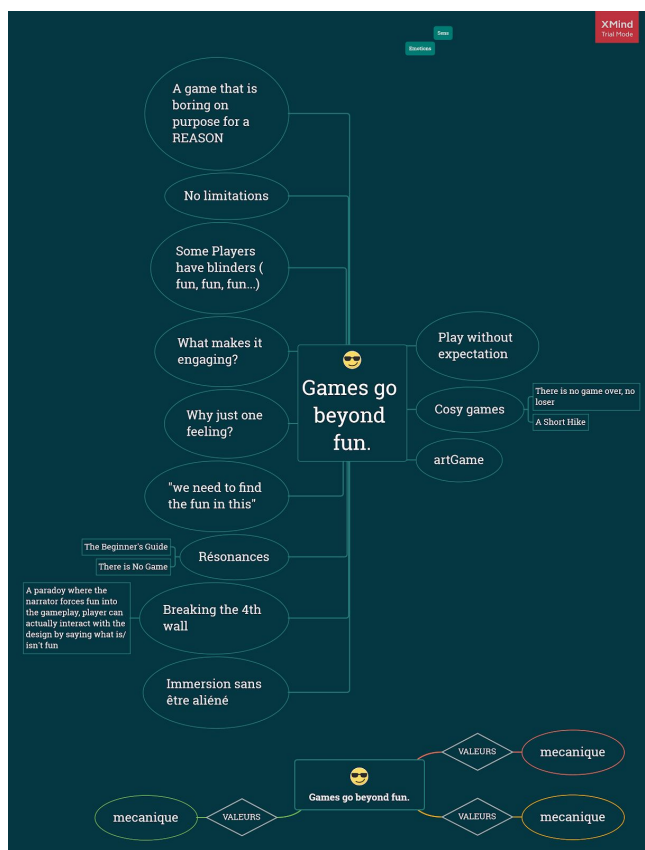 XMind
Trial Mode
Sens
Emotions
A game that is
boring on
purpose for a
REASON
No limitations
Some Players
have blinders (
fun, fun, fun...)
What makes it
engaging?
Why just one
feeling?
"we need to find
the fun in this"
The Beginner's Guide
There is No Game
Résonances
A paradoy where the
narrator forces fun into
the gameplay, player can
actually interact with the
design by saying what is/
isn't fun
Breaking the 4th
wall
Immersion sans
être aliéné
Games go
beyond
fun.
Play without
expectation
Cosy games
There is no game over, no
loser
A Short Hike
artGame
Games go beyond fun.
VALEURS
mecanique
VALEURS
mecanique
mecanique
VALEURS